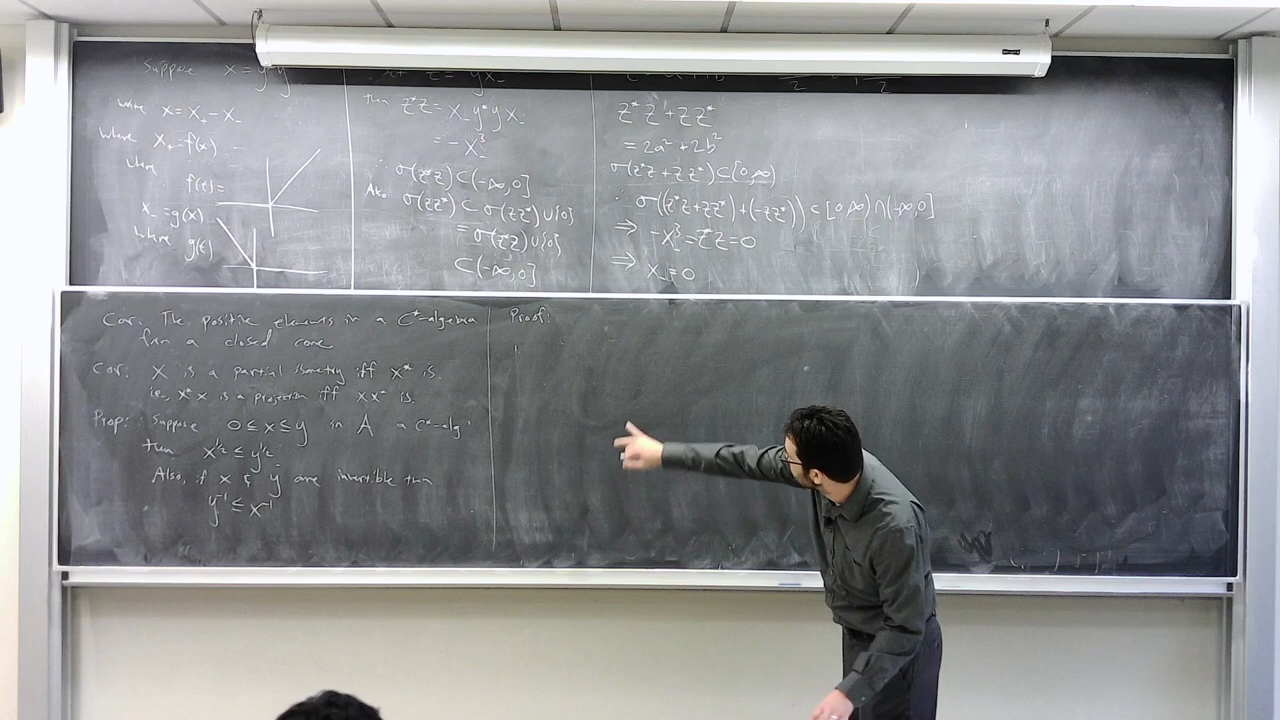 Suppose x = y*y
write x = x₊ - x₋
where x₊ = f(x)
where
f(t) =
x₋ = g(x)
where g(t)
z = yx₋
then z*z = x₋y*yx₋
= -x₋³
∴ σ(z*z) ⊂ (-∞,0]
Also σ(zz*) ⊂ σ(z*z) ∪ {0}
= σ(z*z) ∪ {0}
⊂ (-∞,0]
z*z + zz*
= 2a² + 2b²
σ(z*z + zz*) ⊂ [0,∞)
∴ σ((z*z + zz*) + (-zz*)) ⊂ [0,∞) ∩ (-∞,0]
⇒ -x₋³ = z*z = 0
⇒ x₋ = 0
Cor. The positive elements in a C*-algebra
form a closed cone
Cor. X is a partial isometry iff X* is.
i.e., x*x is a projection iff xx* is.
Prop: Suppose 0 ≤ x ≤ y in A a C*-alg.
then x^½ ≤ y^½
Also, if x & y are invertible then
y⁻¹ ≤ x⁻¹
Proof: